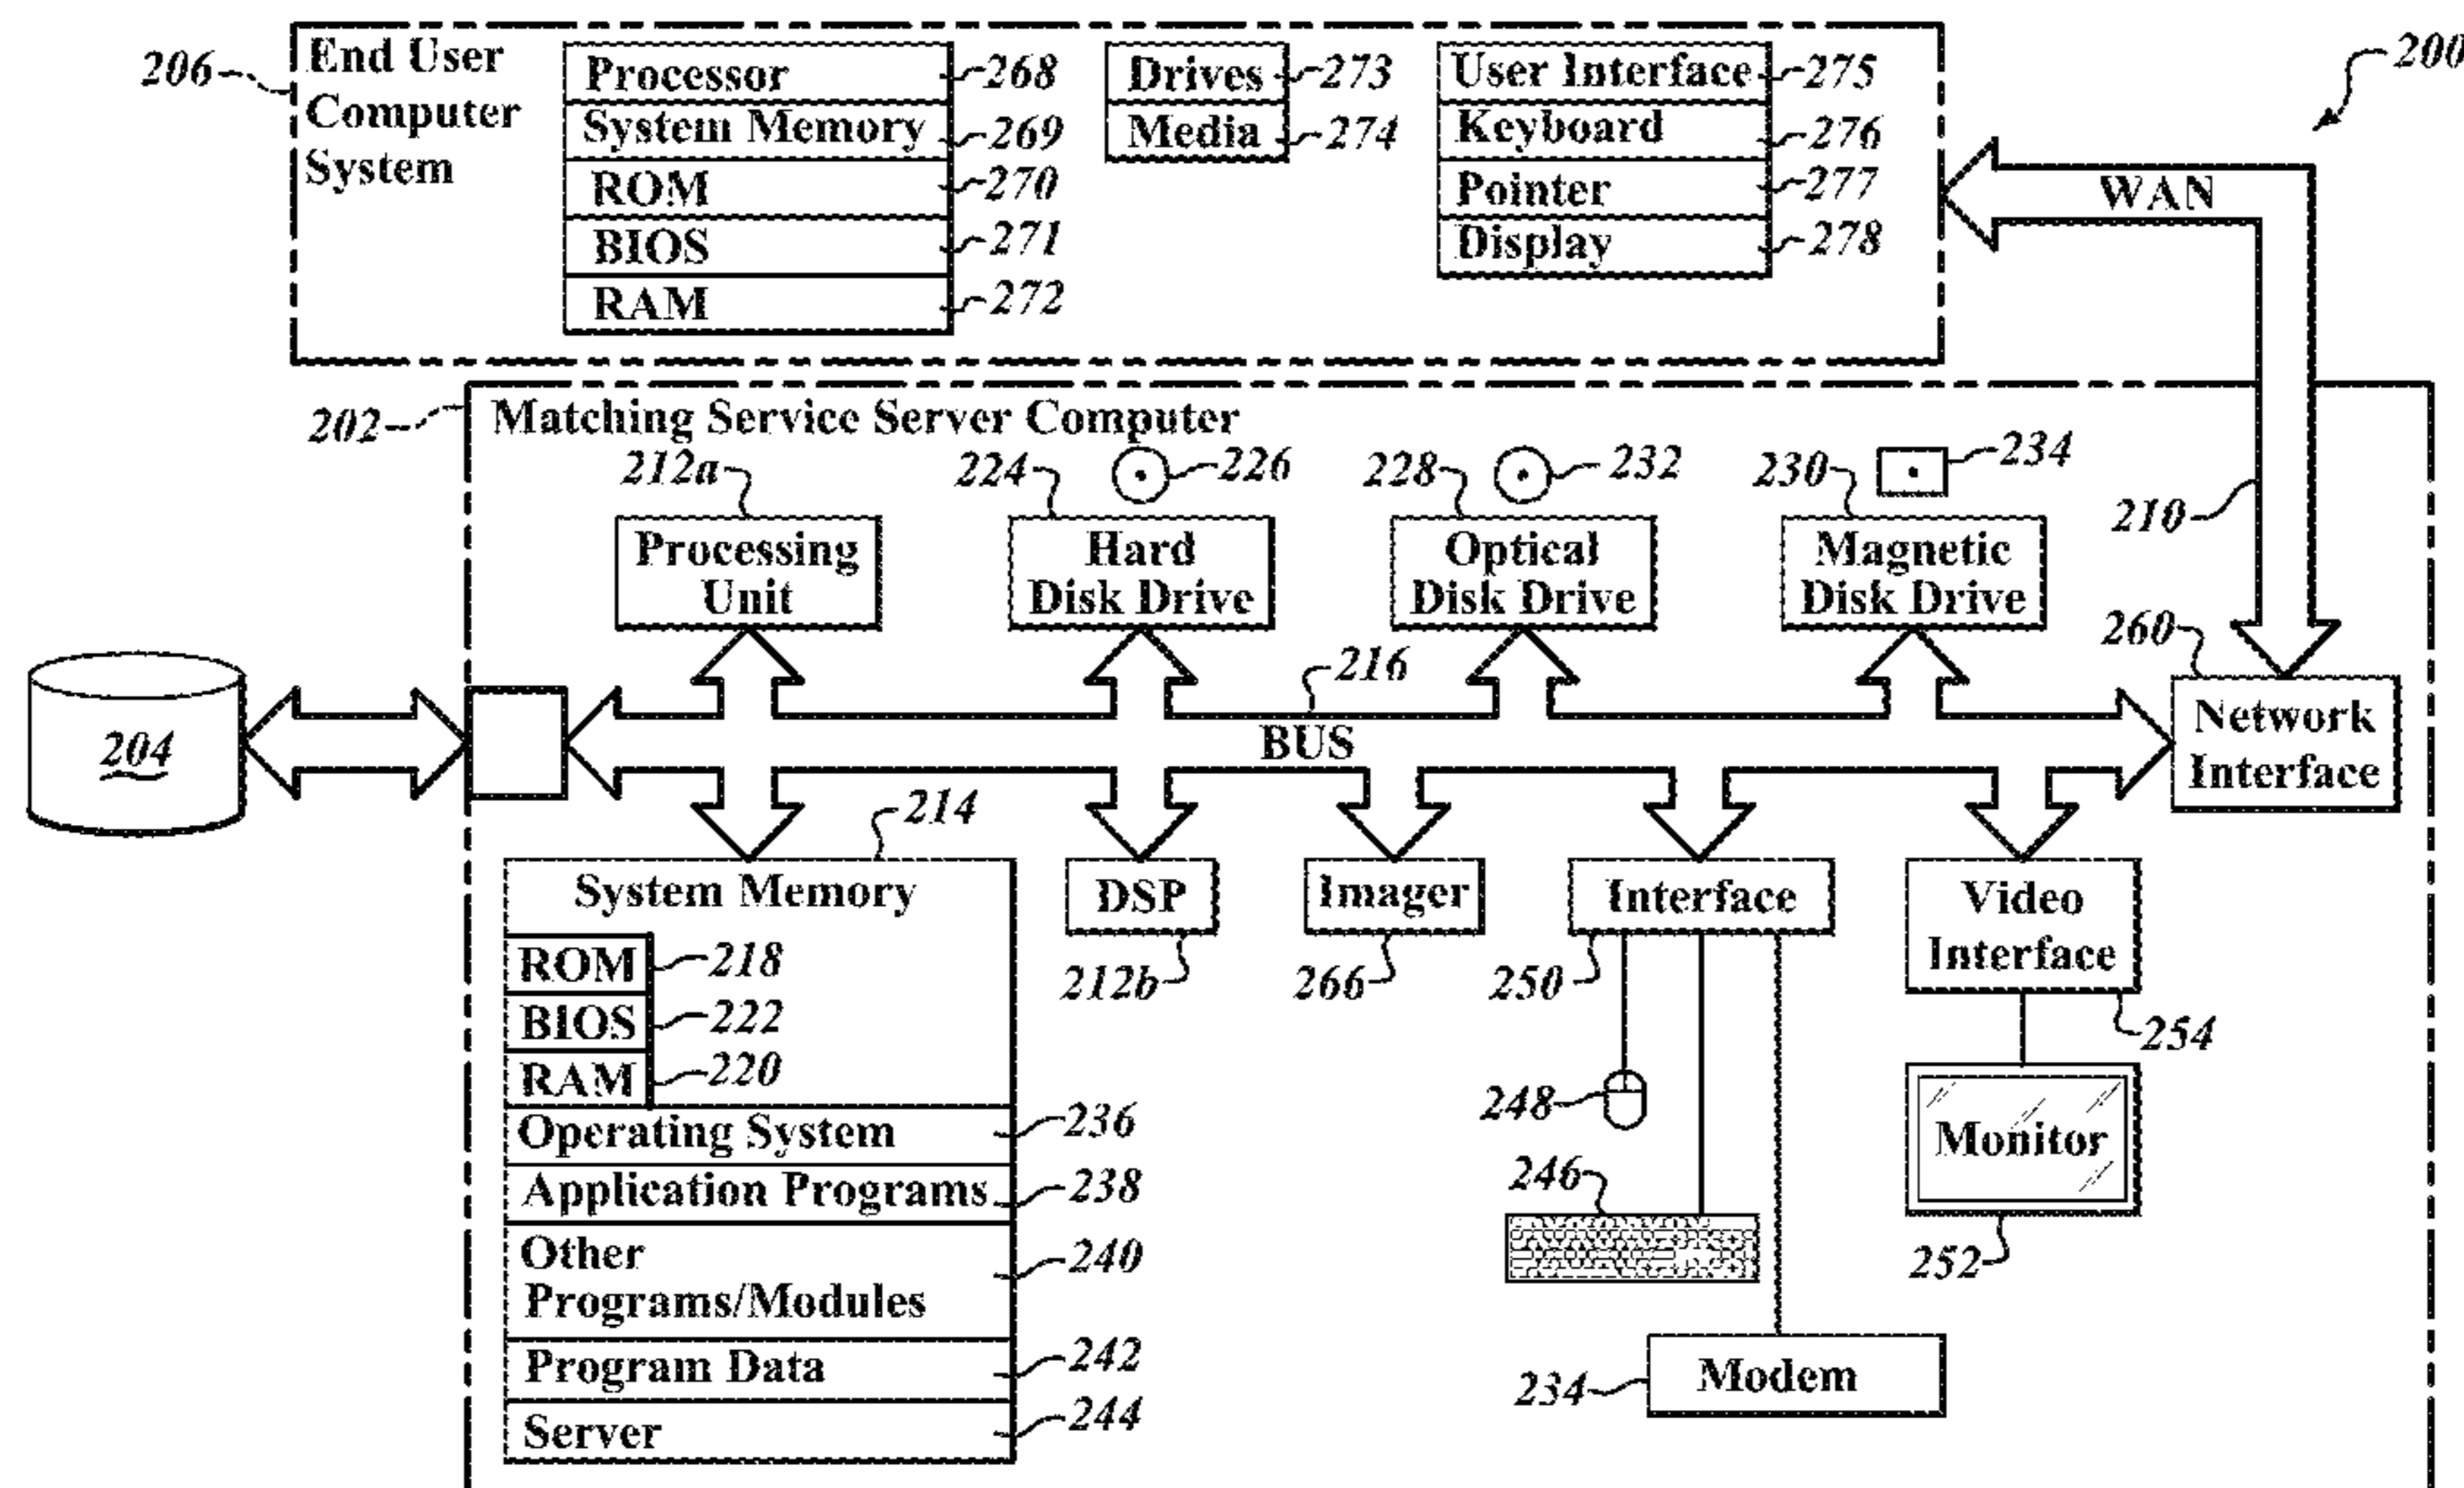 200
206
End User
Computer
System
Processor 268
System Memory 269
ROM 270
BIOS 271
RAM 272
Drives 273
Media 274
User Interface 275
Keyboard 276
Pointer 277
Display 278
WAN
210
202
Matching Service Server Computer
212a
Processing
Unit
224
226
Hard
Disk Drive
228
232
Optical
Disk Drive
230
234
Magnetic
Disk Drive
260
Network
Interface
204
216
BUS
214
System Memory
ROM 218
BIOS 222
RAM 220
Operating System 236
Application Programs 238
Other
Programs/Modules 240
Program Data 242
Server 244
DSP
212b
Imager
266
Interface
250
Video
Interface
254
248
246
Monitor
252
234 Modem